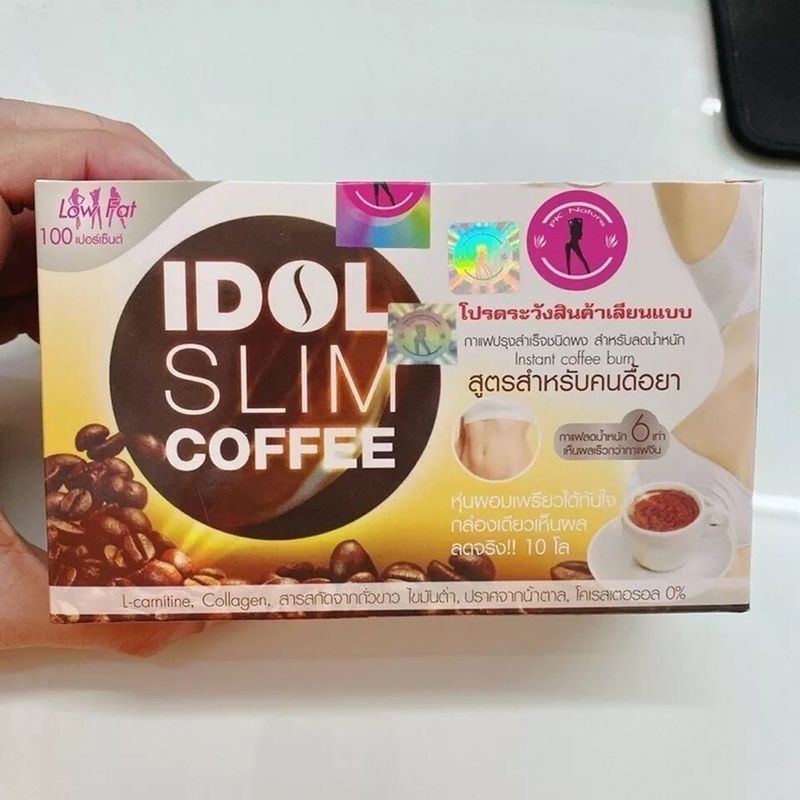 Low Fat
100 เปอร์เซ็นต์
IDOL
SLIM
COFFEE
PK Nature
โปรดระวังสินค้าเลียนแบบ
กาแฟปรุงสำเร็จชนิดผง สำหรับลดน้ำหนัก
Instant coffee burn
สูตรสำหรับคนดื้อยา
กาแฟลดน้ำหนัก 6 เท่า
เห็นผลเร็วกว่ากาแฟจีน
หุ่นผอมเพรียวได้ทันใจ
กล่องเดียวเห็นผล
ลดจริง!! 10 โล
L-carnitine, Collagen, สารสกัดจากถั่วขาว ไขมันต่ำ, ปราศจากน้ำตาล, โคเรสเตอรอล 0%